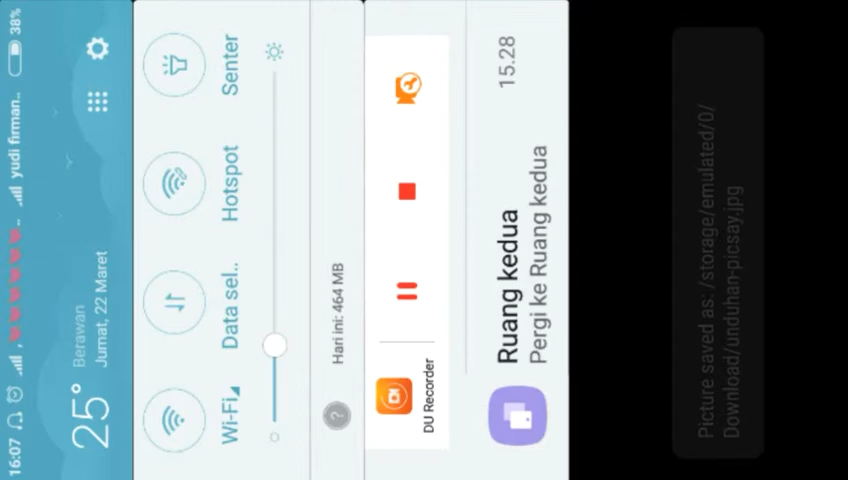 16:07
yudi firman..
38%
25°
Berawan
Jumat, 22 Maret
Wi-Fi
Data sel..
Hotspot
Senter
Hari ini: 464 MB
DU Recorder
Ruang kedua
15.28
Pergi ke Ruang kedua
Picture saved as: /storage/emulated/0/
Download/unduhan-picsay.jpg